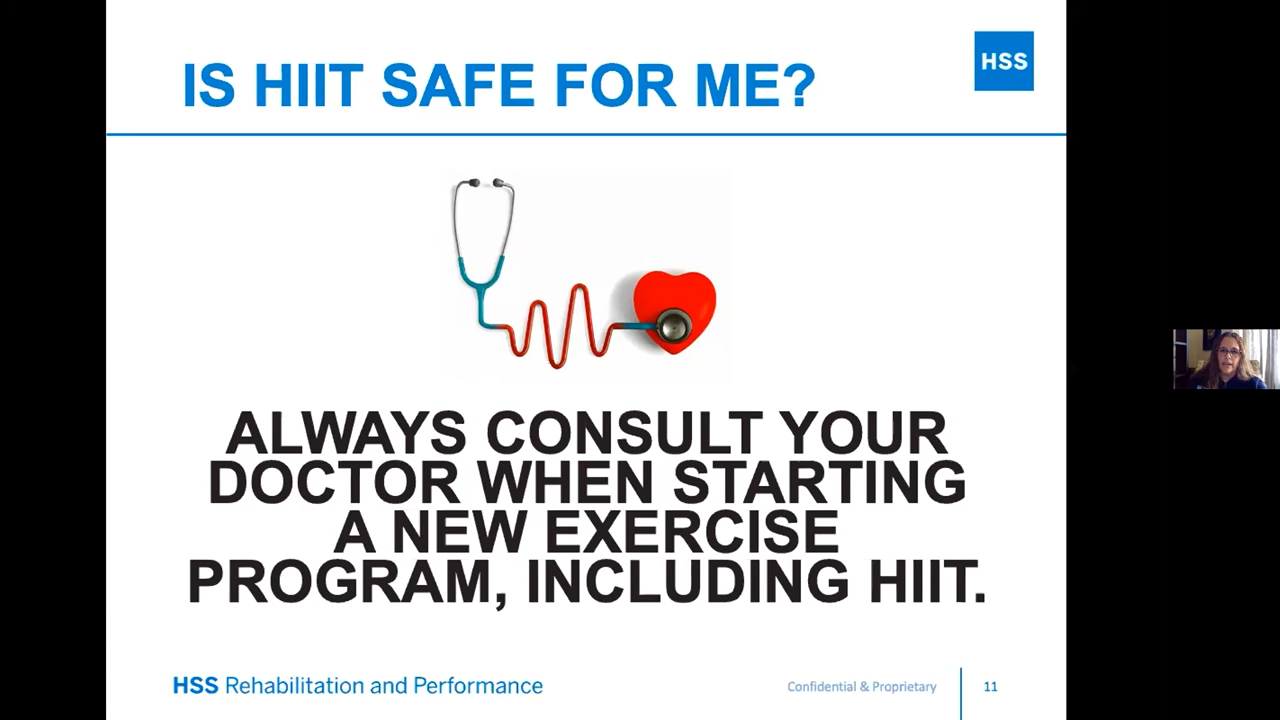 IS HIIT SAFE FOR ME?
HSS
ALWAYS CONSULT YOUR
DOCTOR WHEN STARTING
A NEW EXERCISE
PROGRAM, INCLUDING HIIT.
HSS Rehabilitation and Performance
Confidential & Proprietary
11